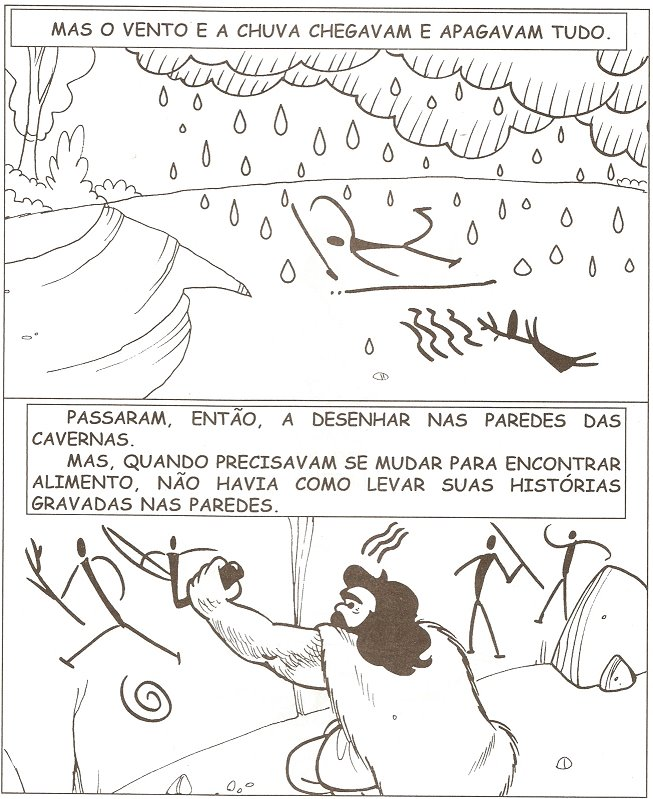 MAS O VENTO E A CHUVA CHEGAVAM E APAGAVAM TUDO.
PASSARAM, ENTÃO, A DESENHAR NAS PAREDES DAS
CAVERNAS.
MAS, QUANDO PRECISAVAM SE MUDAR PARA ENCONTRAR
ALIMENTO, NÃO HAVIA COMO LEVAR SUAS HISTÓRIAS
GRAVADAS NAS PAREDES.